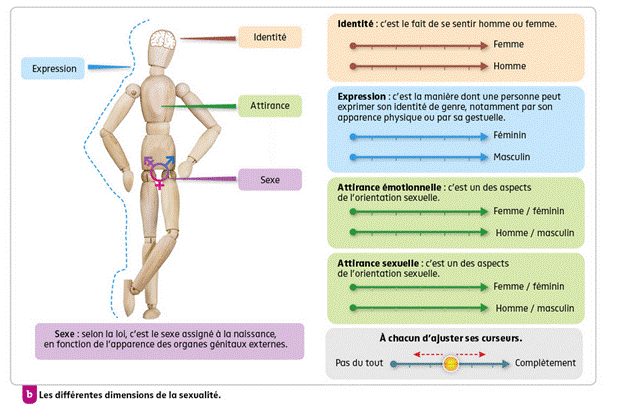 Identité
Expression
Attirance
Sexe
Sexe : selon la loi, c'est le sexe assigné à la naissance,
en fonction de l'apparence des organes génitaux externes.
Identité : c'est le fait de se sentir homme ou femme.
Femme
Homme
Expression : c'est la manière dont une personne peut
exprimer son identité de genre, notamment par son
apparence physique ou par sa gestuelle.
Féminin
Masculin
Attirance émotionnelle : c'est un des aspects
de l'orientation sexuelle.
Femme / féminin
Homme / masculin
Attirance sexuelle : c'est un des aspects
de l'orientation sexuelle.
Femme / féminin
Homme / masculin
À chacun d'ajuster ses curseurs.
Pas du tout
Complètement
b Les différentes dimensions de la sexualité.